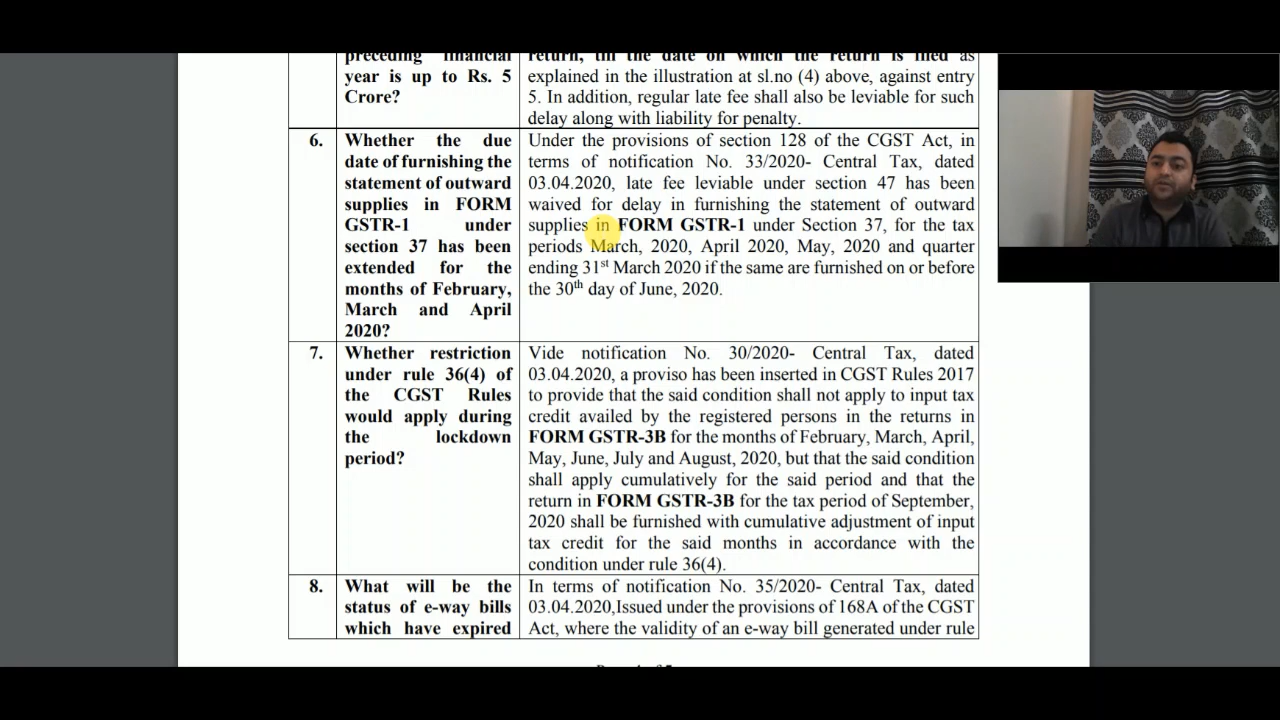 preceding financial
year is up to Rs. 5
Crore?
return, till the date on which the return is filed as
explained in the illustration at sl.no (4) above, against entry
5. In addition, regular late fee shall also be leviable for such
delay along with liability for penalty.
6.
Whether the due
date of furnishing the
statement of outward
supplies in FORM
GSTR-1 under
section 37 has been
extended for the
months of February,
March and April
2020?
Under the provisions of section 128 of the CGST Act, in
terms of notification No. 33/2020- Central Tax, dated
03.04.2020, late fee leviable under section 47 has been
waived for delay in furnishing the statement of outward
supplies in FORM GSTR-1 under Section 37, for the tax
periods March, 2020, April 2020, May, 2020 and quarter
ending 31st March 2020 if the same are furnished on or before
the 30th day of June, 2020.
7.
Whether restriction
under rule 36(4) of
the CGST Rules
would apply during
the lockdown
period?
Vide notification No. 30/2020- Central Tax, dated
03.04.2020, a proviso has been inserted in CGST Rules 2017
to provide that the said condition shall not apply to input tax
credit availed by the registered persons in the returns in
FORM GSTR-3B for the months of February, March, April,
May, June, July and August, 2020, but that the said condition
shall apply cumulatively for the said period and that the
return in FORM GSTR-3B for the tax period of September,
2020 shall be furnished with cumulative adjustment of input
tax credit for the said months in accordance with the
condition under rule 36(4).
8.
What will be the
status of e-way bills
which have expired
In terms of notification No. 35/2020- Central Tax, dated
03.04.2020,Issued under the provisions of 168A of the CGST
Act, where the validity of an e-way bill generated under rule